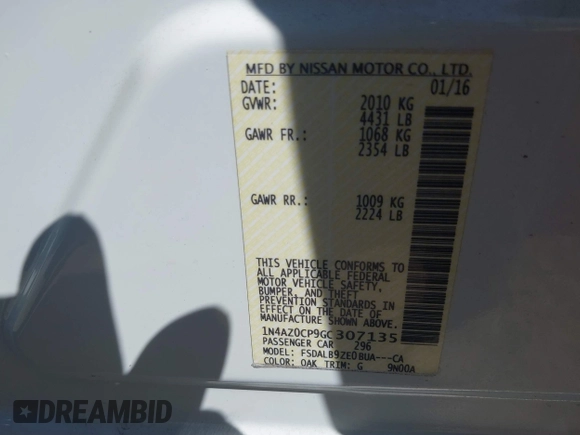 MFD BY NISSAN MOTOR CO., LTD.
DATE: 01/16
GVWR: 2010 KG
4431 LB
GAWR FR.: 1068 KG
2354 LB
GAWR RR.: 1009 KG
2224 LB
THIS VEHICLE CONFORMS TO
ALL APPLICABLE FEDERAL
MOTOR VEHICLE SAFETY,
BUMPER, AND THEFT
PREVENTION STANDARDS IN
EFFECT ON THE DATE OF
MANUFACTURE SHOWN ABOVE.
1N4AZ0CP9GC307135
PASSENGER CAR 296
MODEL: FSDALB9ZE0BUA---CA
COLOR: QAK TRIM: G 9N00A
DREAMBID